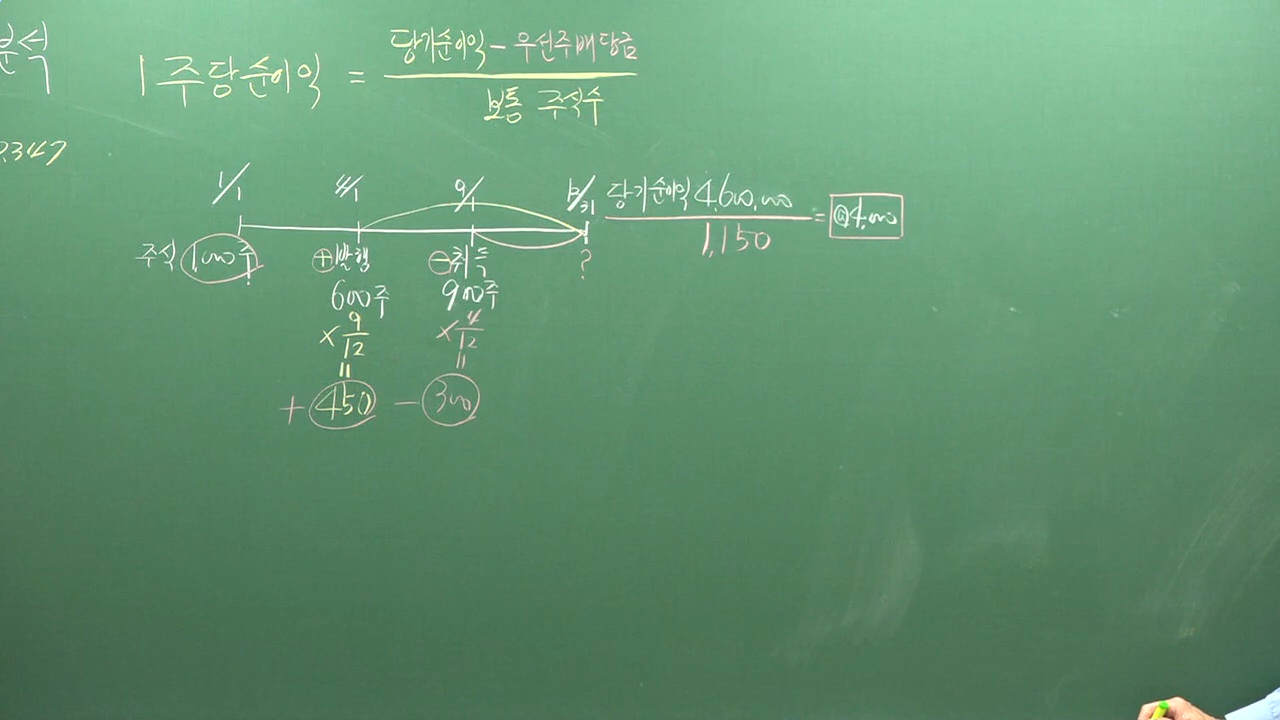 분석
1주당순이익 = 당기순이익 - 우선주배당금
보통 주식수
0.347
1/1 4/1 9/1 12/31
당기순이익 4,600,000
1,150
= @4,000
주식 1,000주 ⊕발행 ⊖취득 ?
600주 900주
× 9/12 × 4/12
= =
+ 450 - 300